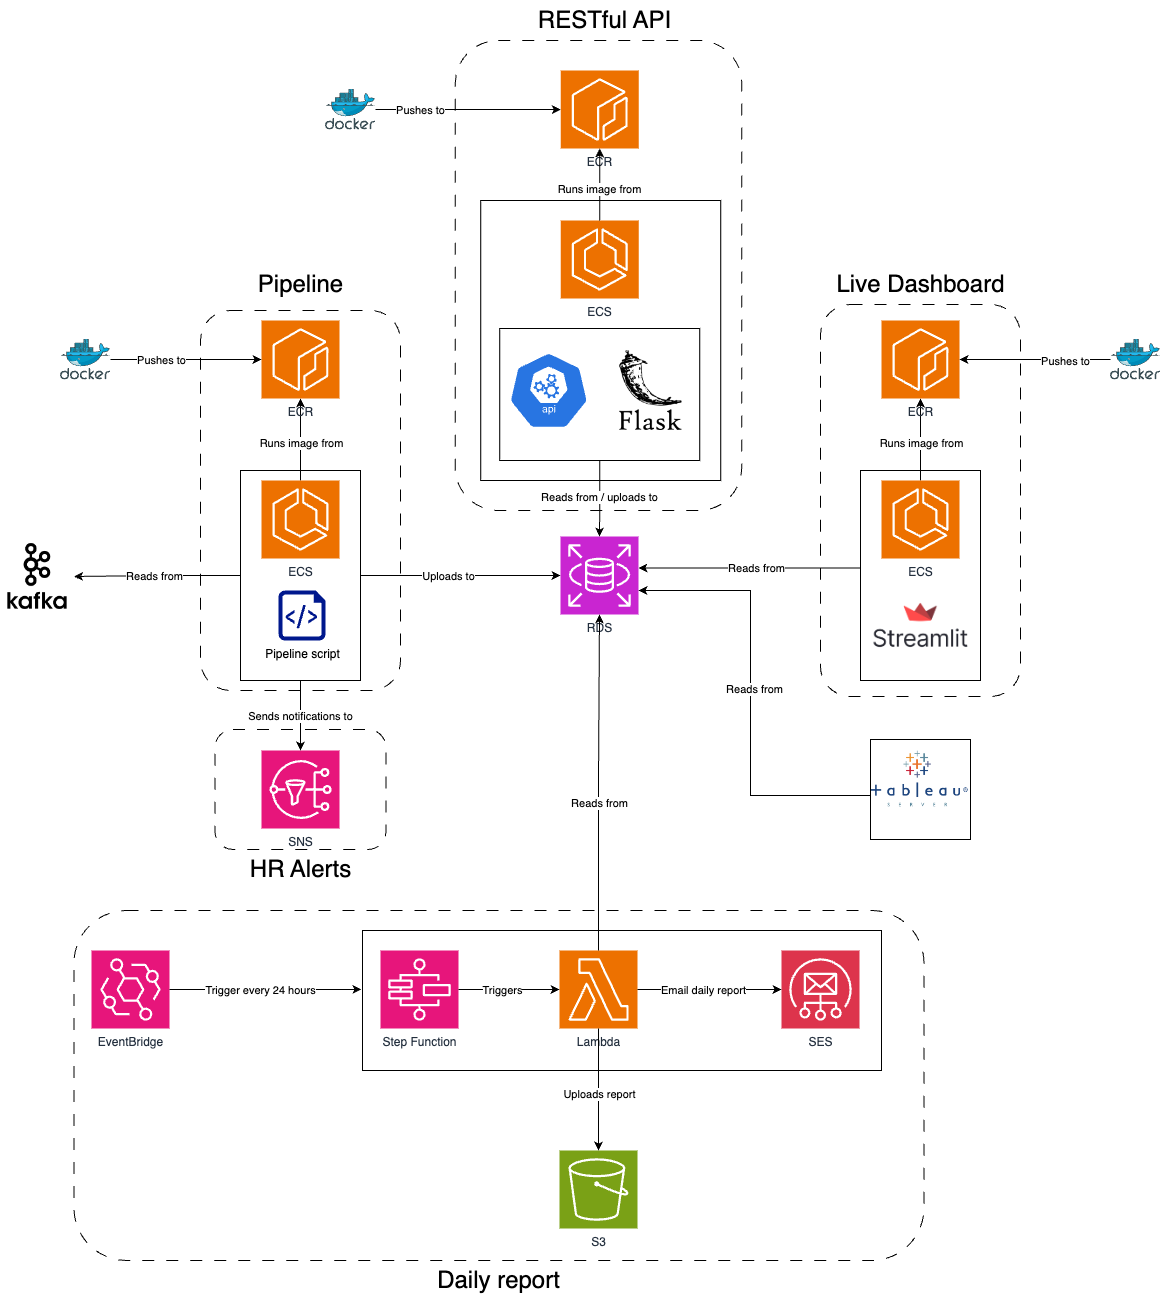 RESTful API
docker
Pushes to
ECR
Runs image from
ECS
api
Flask
Reads from / uploads to
Pipeline
docker
Pushes to
ECR
Runs image from
ECS
Pipeline script
Reads from
kafka
Uploads to
RDS
Live Dashboard
docker
Pushes to
ECR
Runs image from
ECS
Streamlit
Reads from
Reads from
+ableau®
SERVER
Sends notifications to
SNS
HR Alerts
Reads from
EventBridge
Trigger every 24 hours
Step Function
Triggers
Lambda
Email daily report
SES
Uploads report
S3
Daily report